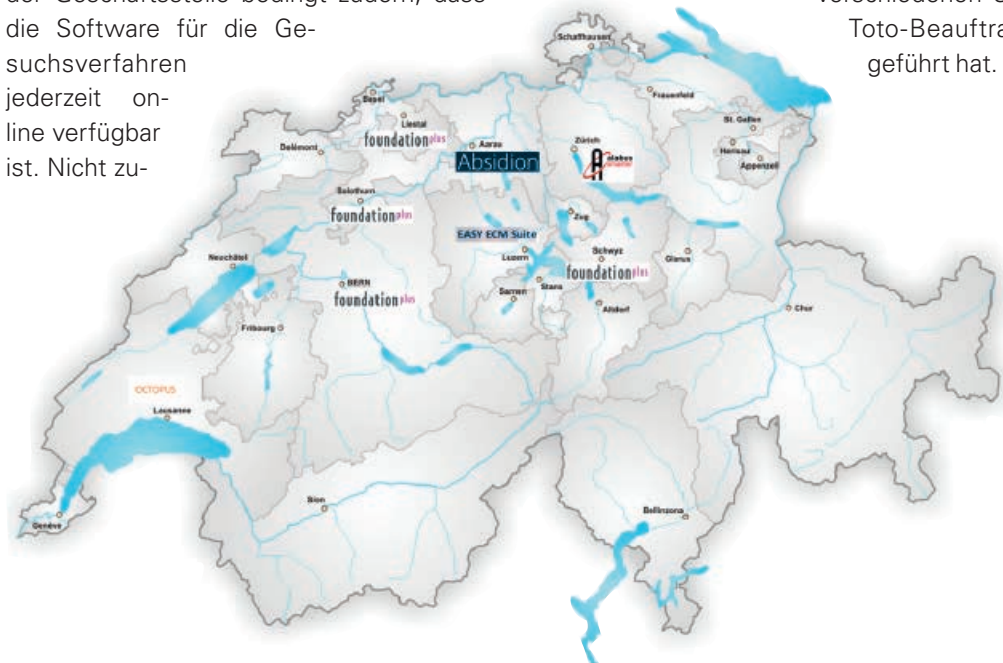 der Geschäftsstelle bedingt zudem, dass
die Software für die Ge-
suchsverfahren
jederzeit on-
line verfügbar
ist. Nicht zu-
Toto-Beauftra
geführt hat.
Schaffhausen
Basel
Liestal
foundationplus
Delémont
Aarau
Absidion
Frauenfeld
Zürich
St. Gallen
Herisau
Appenzell
Solothurn
foundationplus
Zug
EASY ECM Suite
Luzern
Schwyz
foundationplus
Glarus
Neuchâtel
BERN
foundationplus
Stans
Sarnen
Altdorf
Chur
Fribourg
OCTOPUS
Lausanne
Genève
Sion
Bellinzona